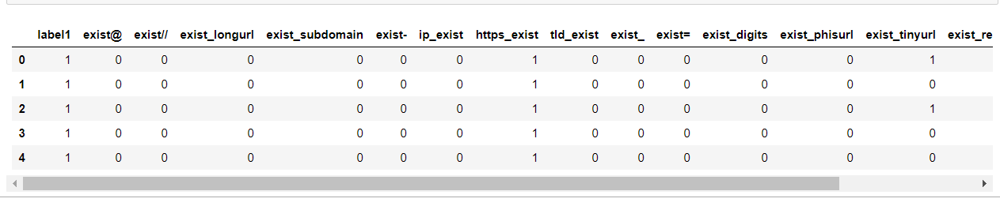 label1 exist@ exist// exist_longurl exist_subdomain exist- ip_exist https_exist tld_exist exist_ exist= exist_digits exist_phisurl exist_tinyurl exist_re
0 1 0 0 0 0 0 0 1 0 0 0 0 0 1
1 1 0 0 0 0 0 0 1 0 0 0 0 0 0
2 1 0 0 0 0 0 0 1 0 0 0 0 0 1
3 1 0 0 0 0 0 0 1 0 0 0 0 0 0
4 1 0 0 0 0 0 0 1 0 0 0 0 0 0